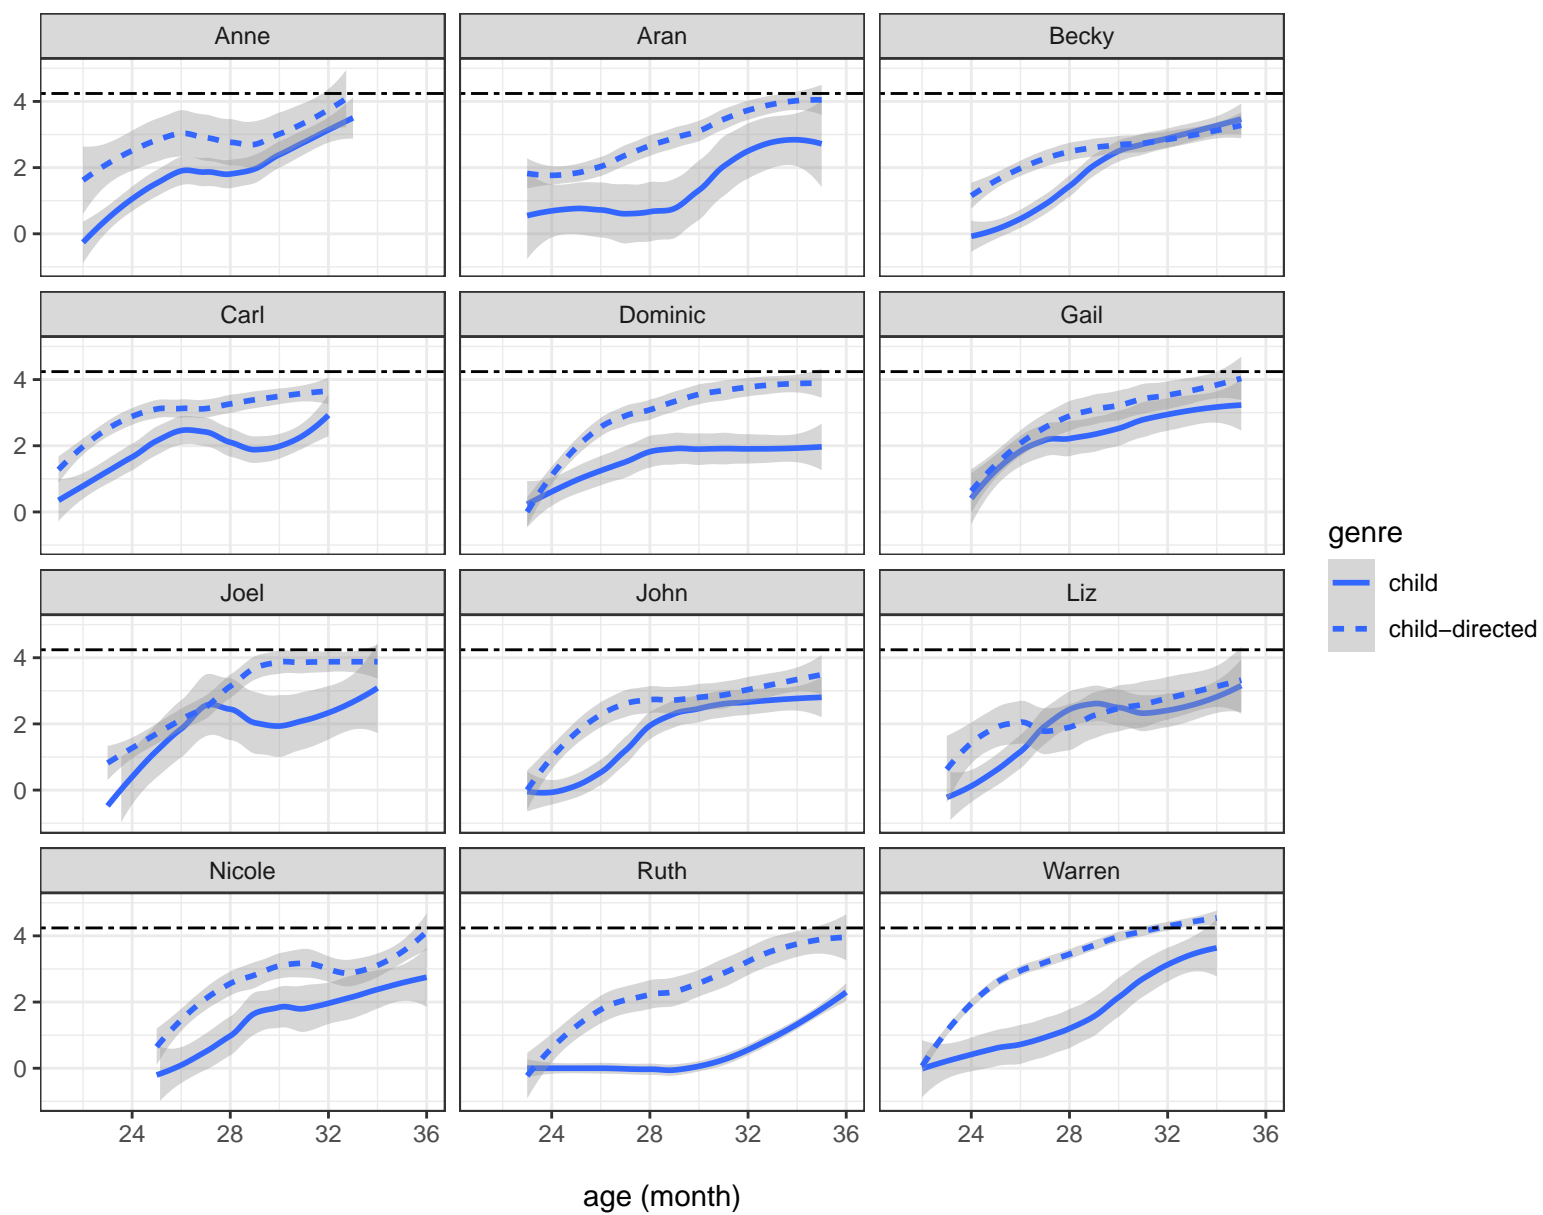 Anne Aran Becky
4
2
0
Carl Dominic Gail
4
2
0
Joel John Liz
4
2
0
genre
child
child−directed
Nicole Ruth Warren
4
2
0
24 28 32 36 24 28 32 36 24 28 32 36
age (month)